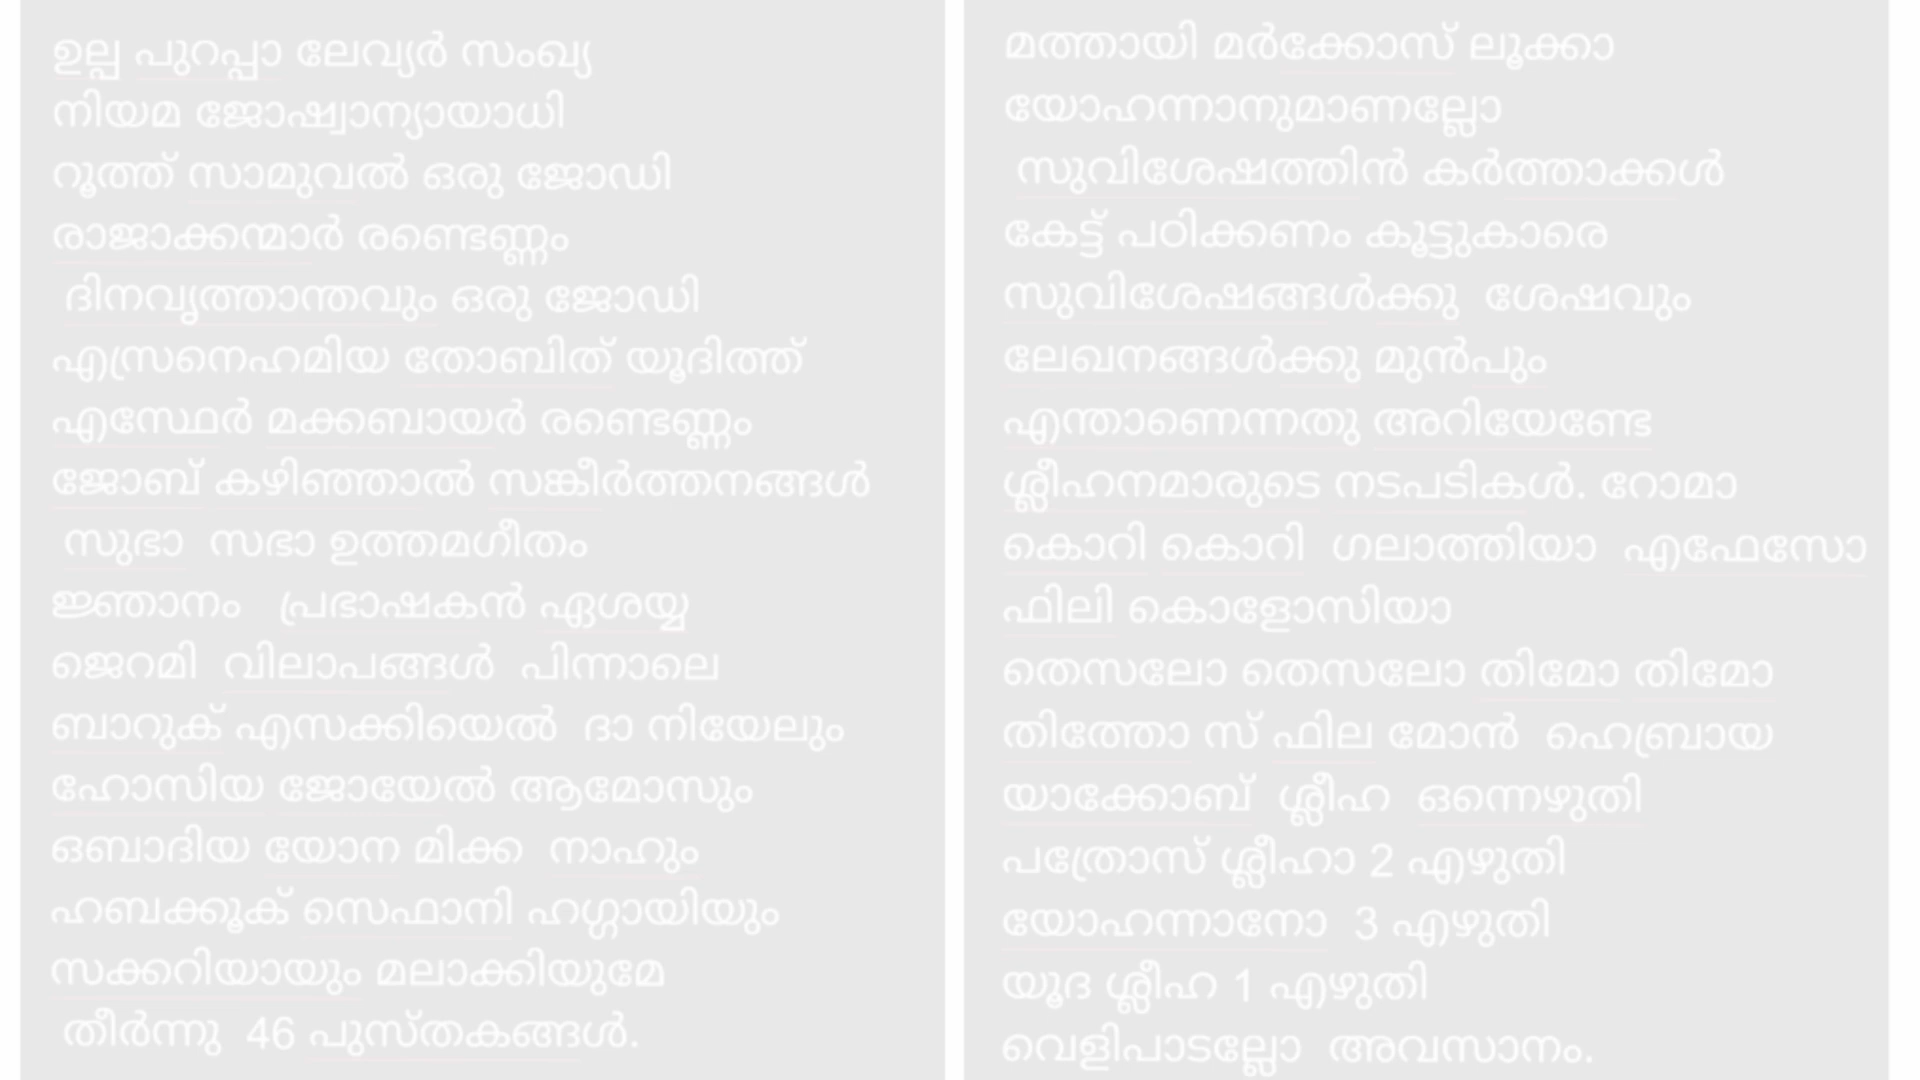 ഉല്പ പുറപ്പാ ലേവ്യർ സംഖ്യ
നിയമ ജോഷ്വാന്യായാധി
റൂത്ത് സാമുവൽ ഒരു ജോഡി
രാജാക്കന്മാർ രണ്ടെണ്ണം
ദിനവൃത്താന്തവും ഒരു ജോഡി
എസ്രനെഹമിയ തോബിത് യൂദിത്ത്
എസ്ഥേർ മക്കബായർ രണ്ടെണ്ണം
ജോബ് കഴിഞ്ഞാൽ സങ്കീർത്തനങ്ങൾ
സുഭാ സഭാ ഉത്തമഗീതം
ജ്ഞാനം പ്രഭാഷകൻ ഏശയ്യ
ജെറമി വിലാപങ്ങൾ പിന്നാലെ
ബാറുക് എസക്കിയെൽ ദാ നിയേലും
ഹോസിയ ജോയേൽ ആമോസും
ഒബാദിയ യോന മിക്ക നാഹും
ഹബക്കൂക് സെഫാനി ഹഗ്ഗായിയും
സക്കറിയായും മലാക്കിയുമേ
തീർന്നു 46 പുസ്തകങ്ങൾ.
മത്തായി മർക്കോസ് ലൂക്കാ
യോഹന്നാനുമാണല്ലോ
സുവിശേഷത്തിൻ കർത്താക്കൾ
കേട്ട് പഠിക്കണം കൂട്ടുകാരെ
സുവിശേഷങ്ങൾക്കു ശേഷവും
ലേഖനങ്ങൾക്കു മുൻപും
എന്താണെന്നതു അറിയേണ്ടേ
ശ്ലീഹനമാരുടെ നടപടികൾ. റോമാ
കൊറി കൊറി ഗലാത്തിയാ എഫേസോ
ഫിലി കൊളോസിയാ
തെസലോ തെസലോ തിമോ തിമോ
തിത്തോ സ് ഫില മോൻ ഹെബ്രായ
യാക്കോബ് ശ്ലീഹ ഒന്നെഴുതി
പത്രോസ് ശ്ലീഹാ 2 എഴുതി
യോഹന്നാനോ 3 എഴുതി
യൂദ ശ്ലീഹ 1 എഴുതി
വെളിപാടല്ലോ അവസാനം.